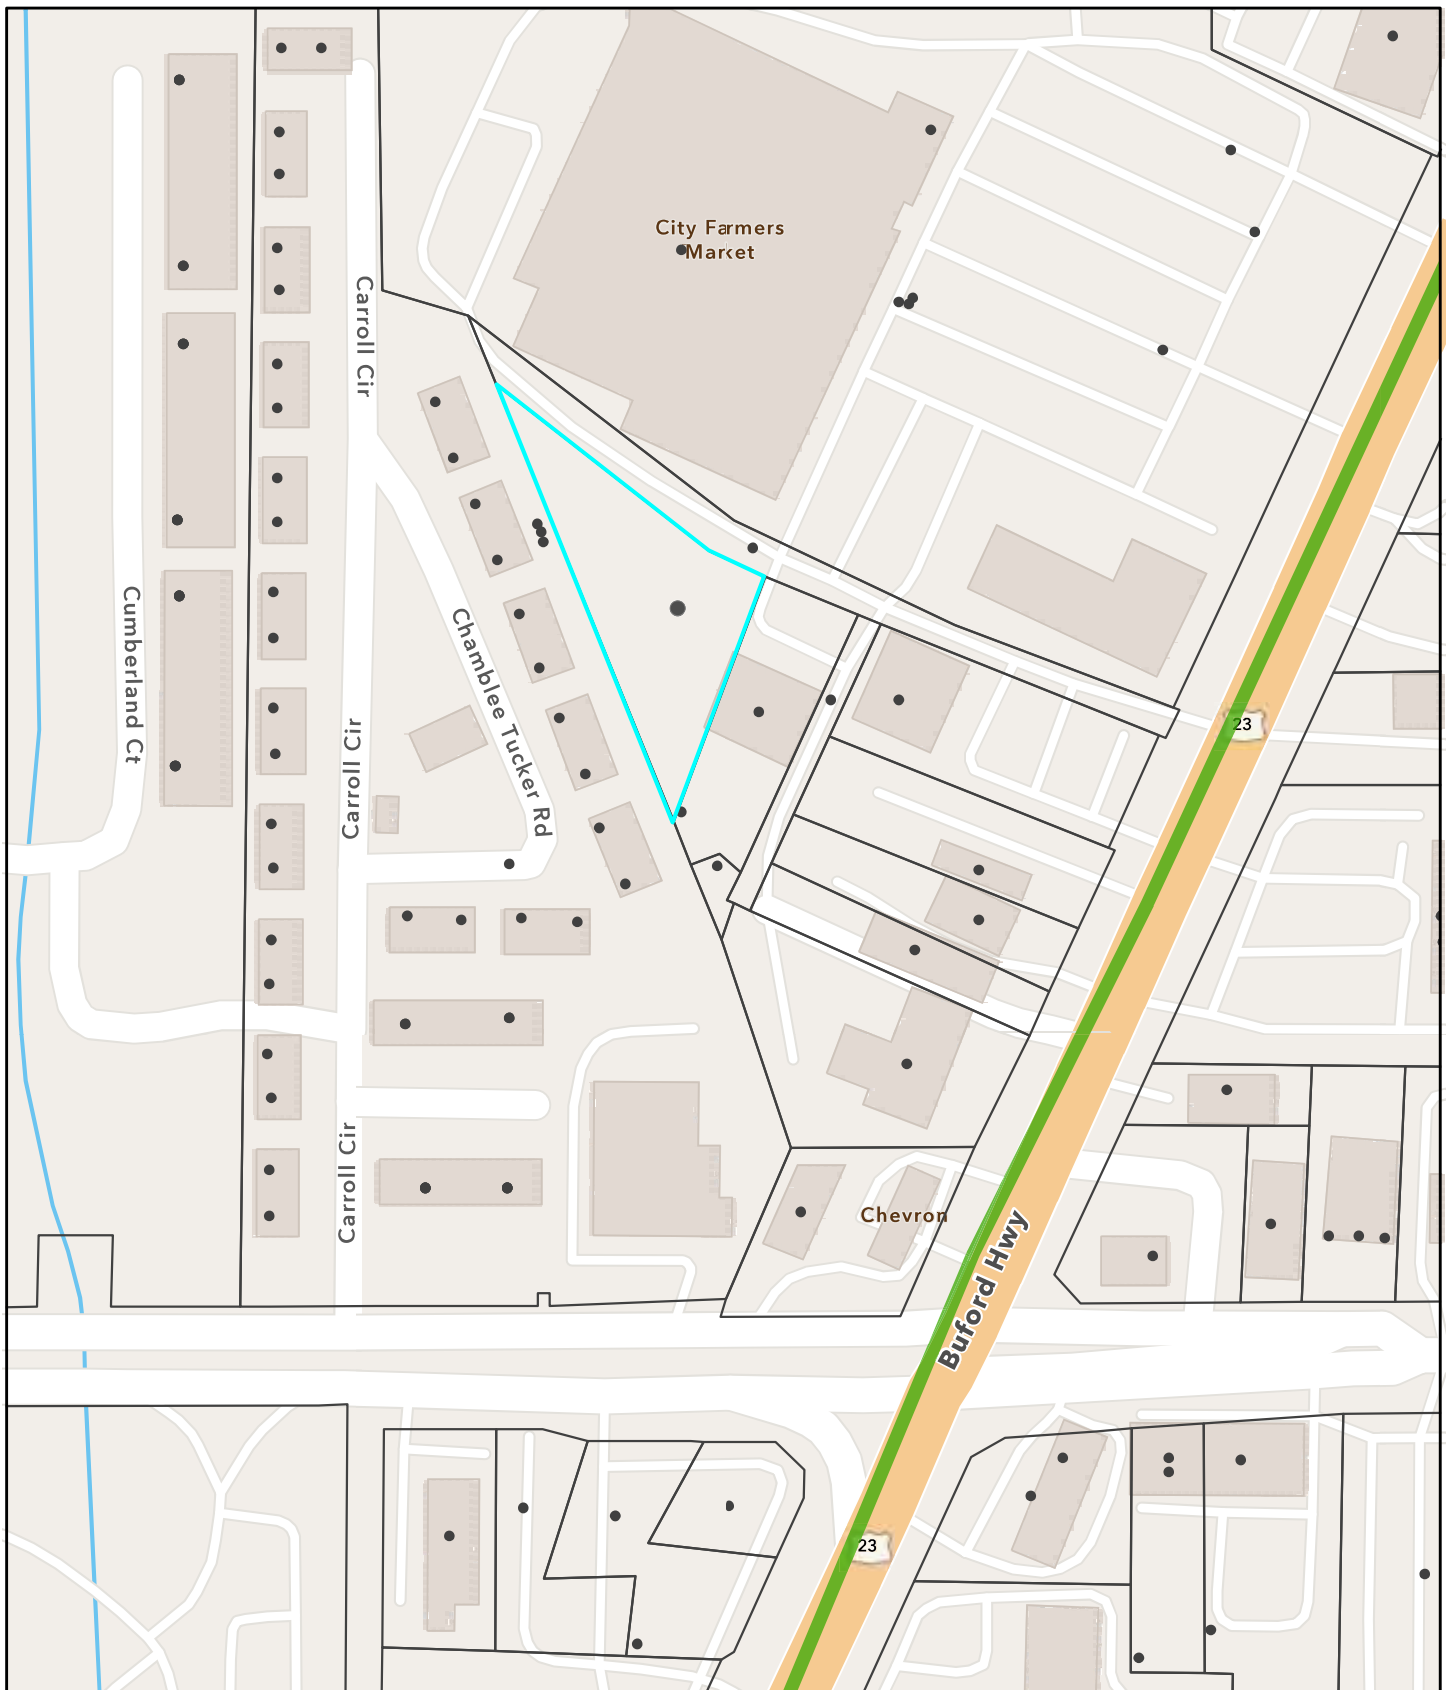 City Farmers
Market
Carroll Cir
Cumberland Ct
Chamblee Tucker Rd
Carroll Cir
23
Carroll Cir
Chevron
Buford Hwy
23